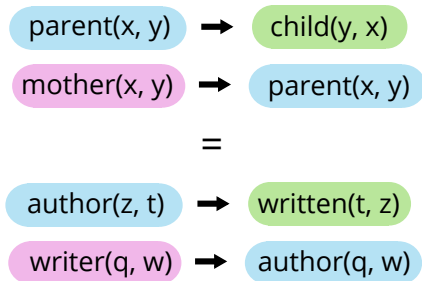 parent(x, y) → child(y, x)
mother(x, y) → parent(x, y)
=
author(z, t) → written(t, z)
writer(q, w) → author(q, w)